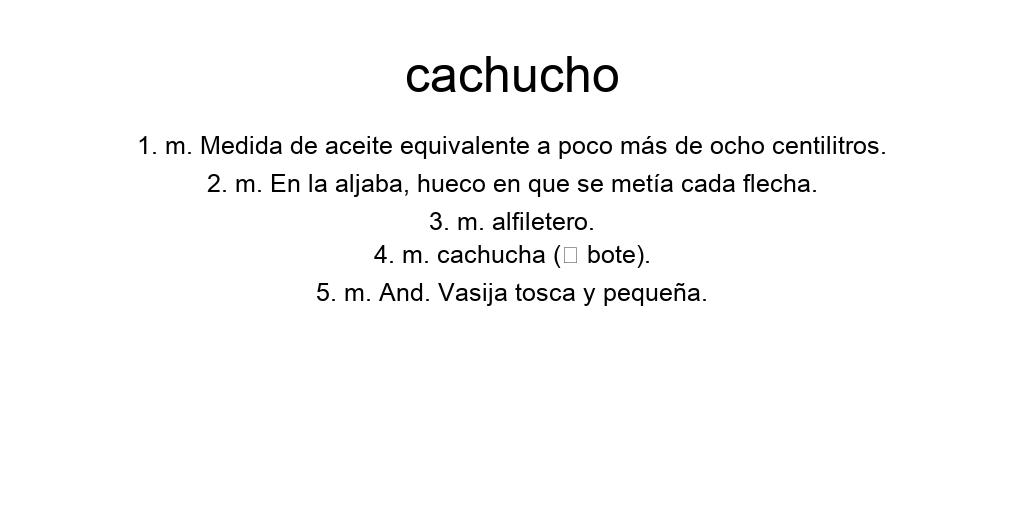 cachucho
1. m. Medida de aceite equivalente a poco más de ocho centilitros.
2. m. En la aljaba, hueco en que se metía cada flecha.
3. m. alfiletero.
4. m. cachucha (□ bote).
5. m. And. Vasija tosca y pequeña.